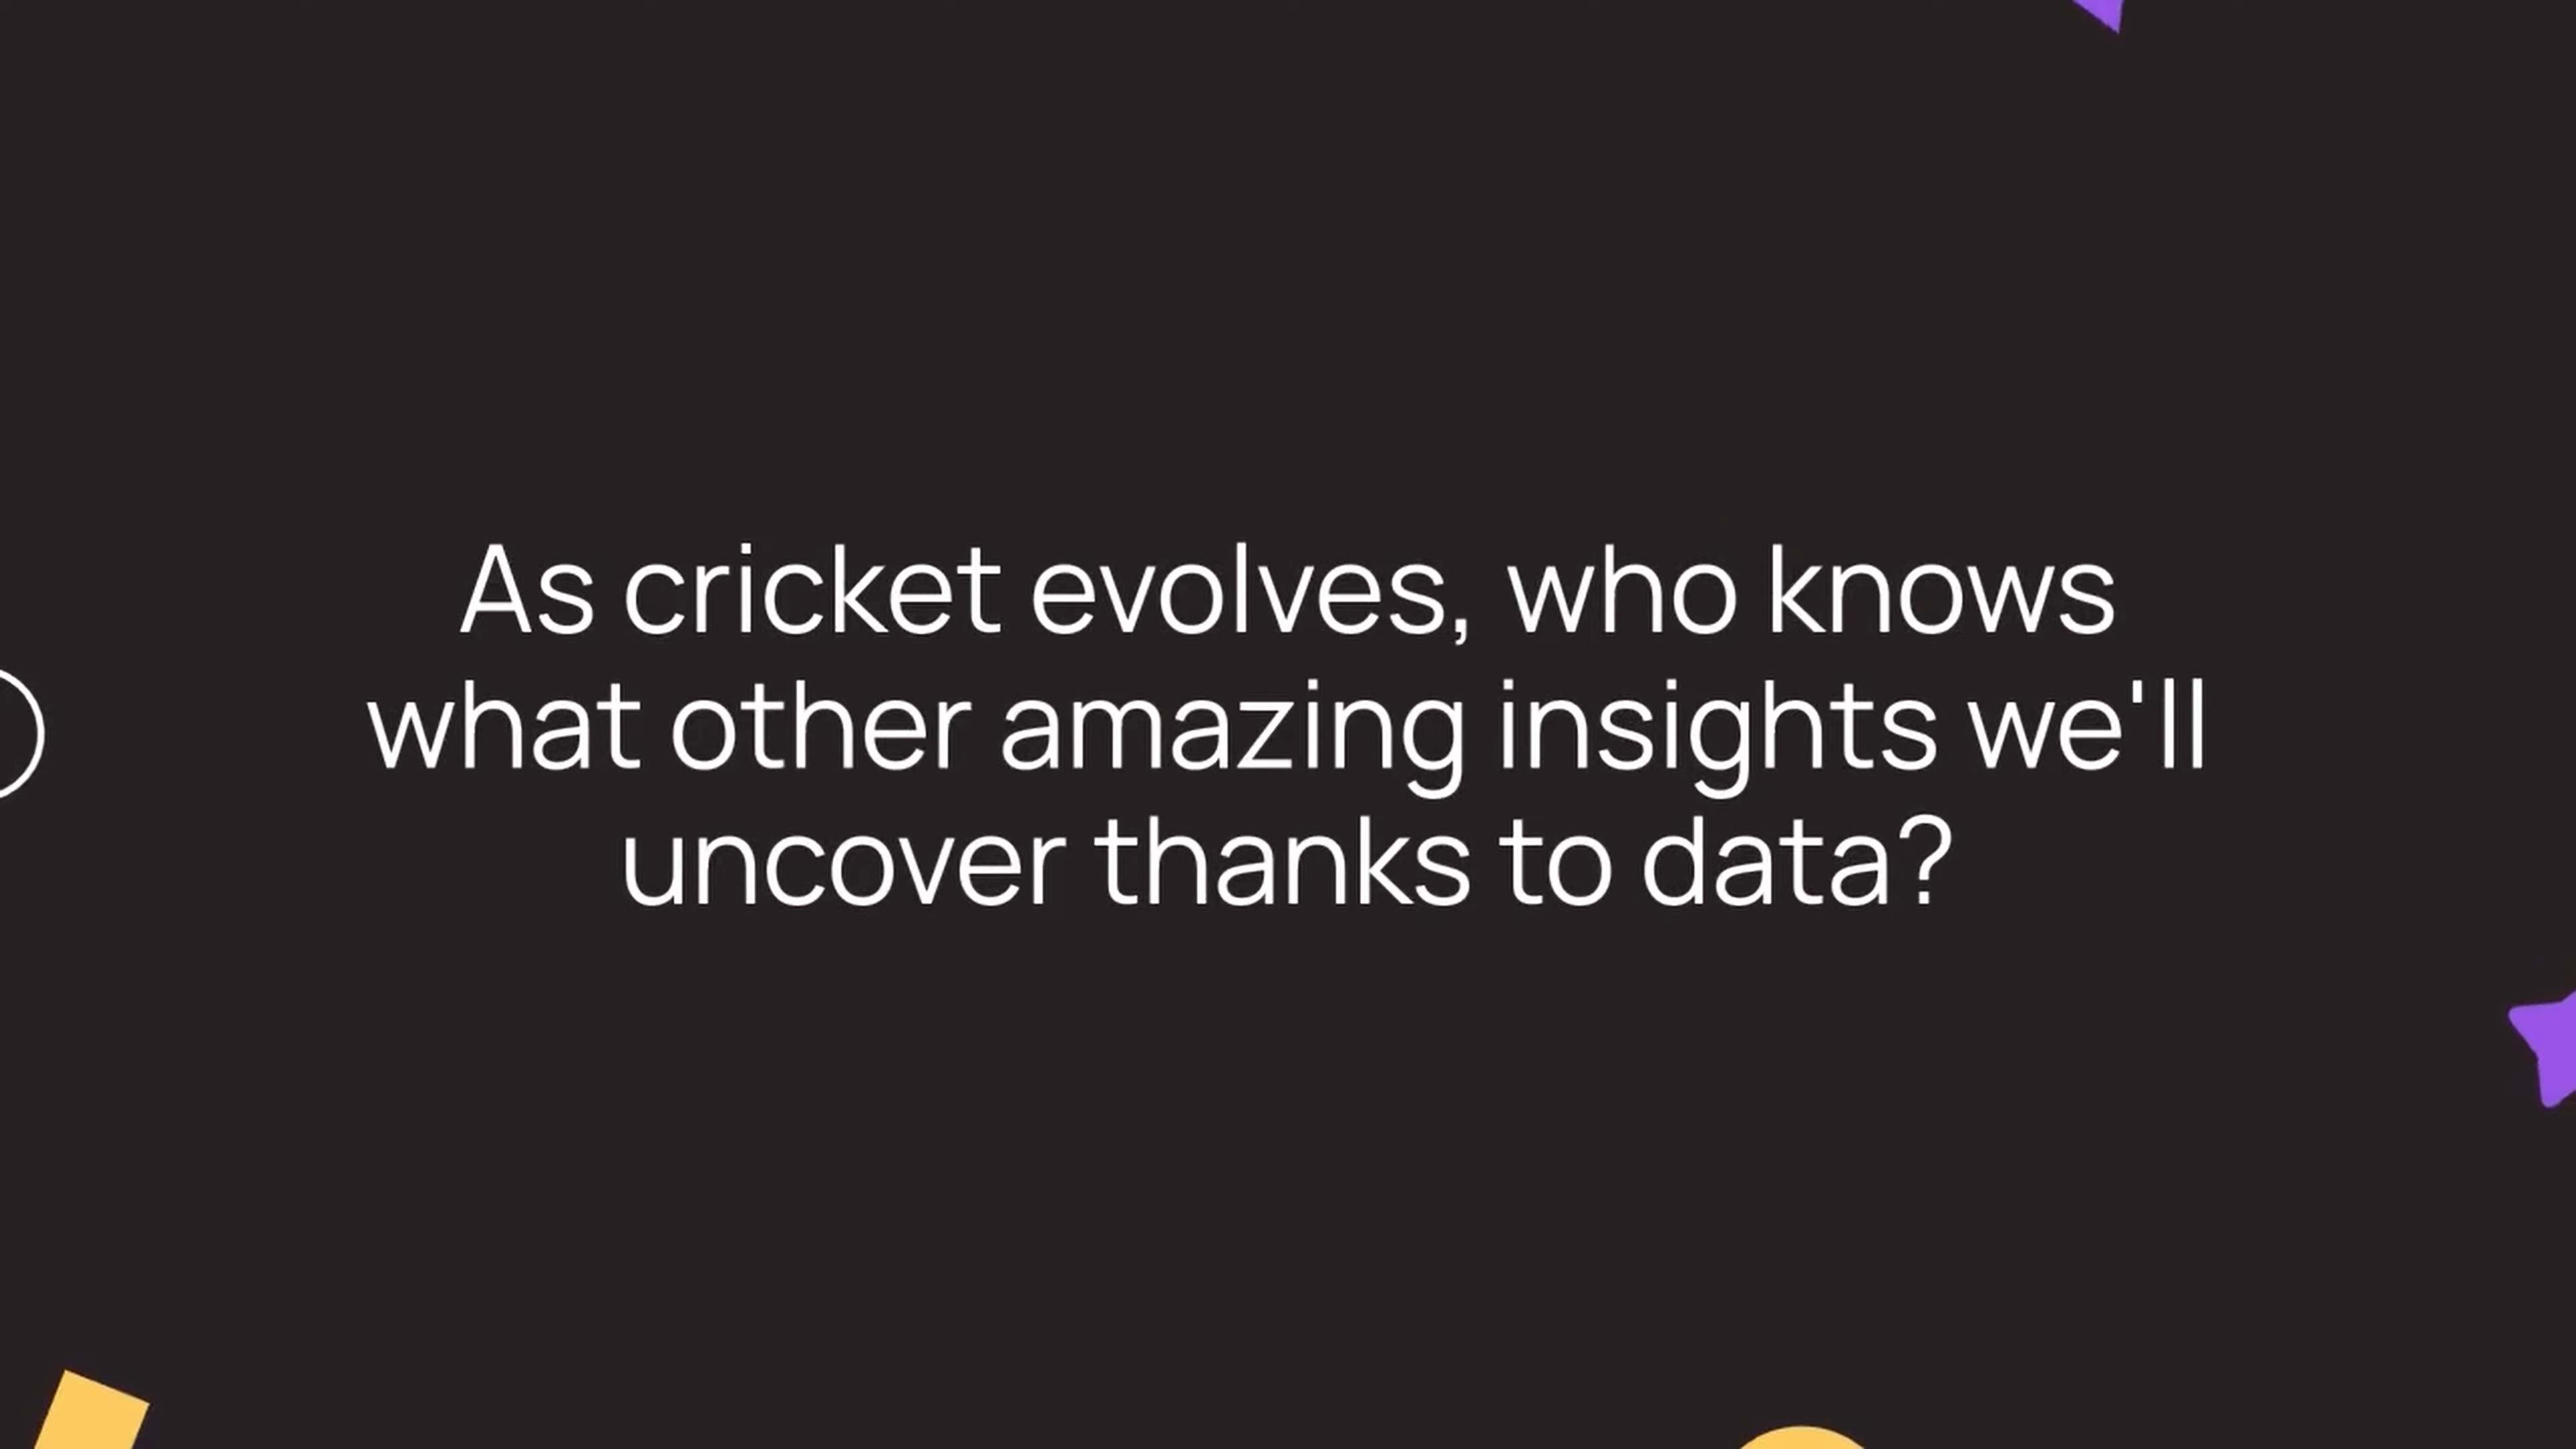 As cricket evolves, who knows
what other amazing insights we'll
uncover thanks to data?